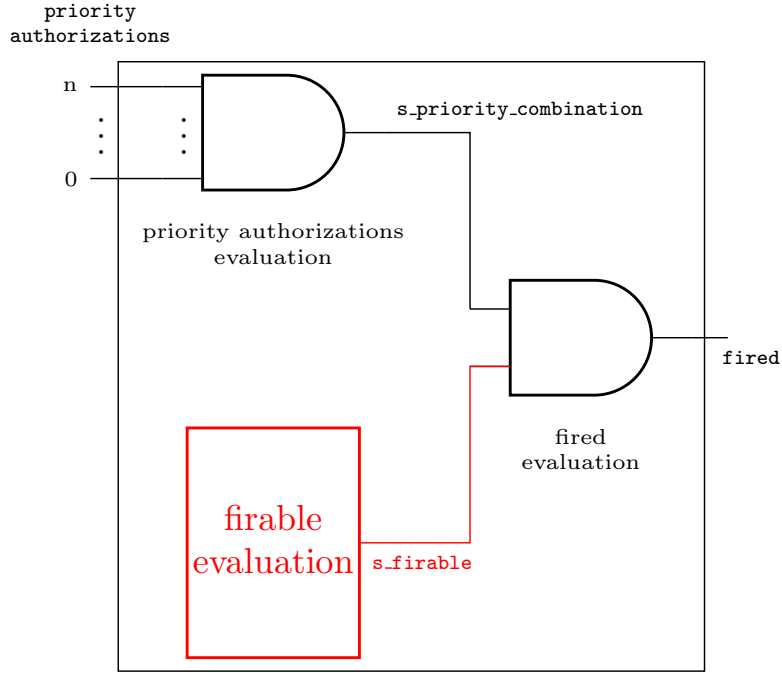 priority
authorizations
n
s_priority_combination
0
priority authorizations
evaluation
fired
fired
evaluation
firable
evaluation
s_firable